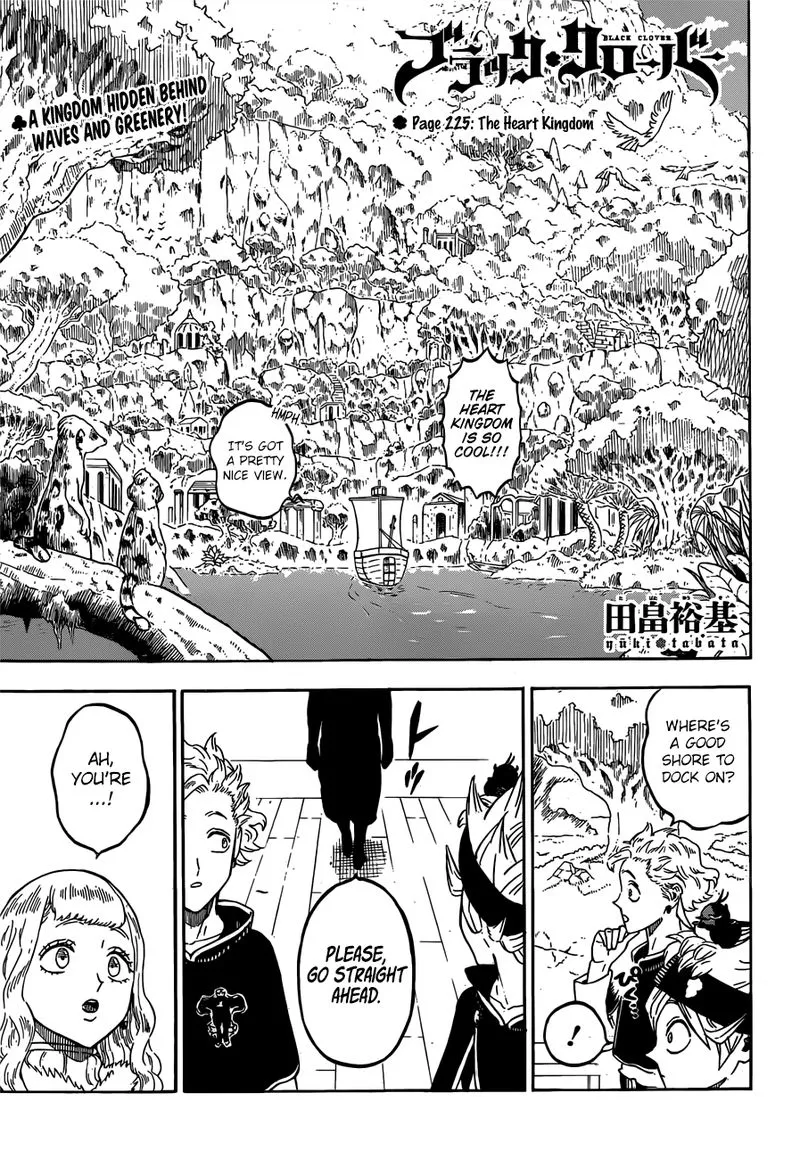 ブラック・クローバー
BLACK CLOVER
Page 225: The Heart Kingdom
A KINGDOM HIDDEN BEHIND
WAVES AND GREENERY!
THE
HEART
KINGDOM
IS SO
COOL!!!
HMPH.
IT'S GOT
A PRETTY
NICE VIEW.
田畠裕基
yūki tabata
WHERE'S
A GOOD
SHORE TO
DOCK ON?
!
PLEASE,
GO STRAIGHT
AHEAD.
AH,
YOU'RE
...!